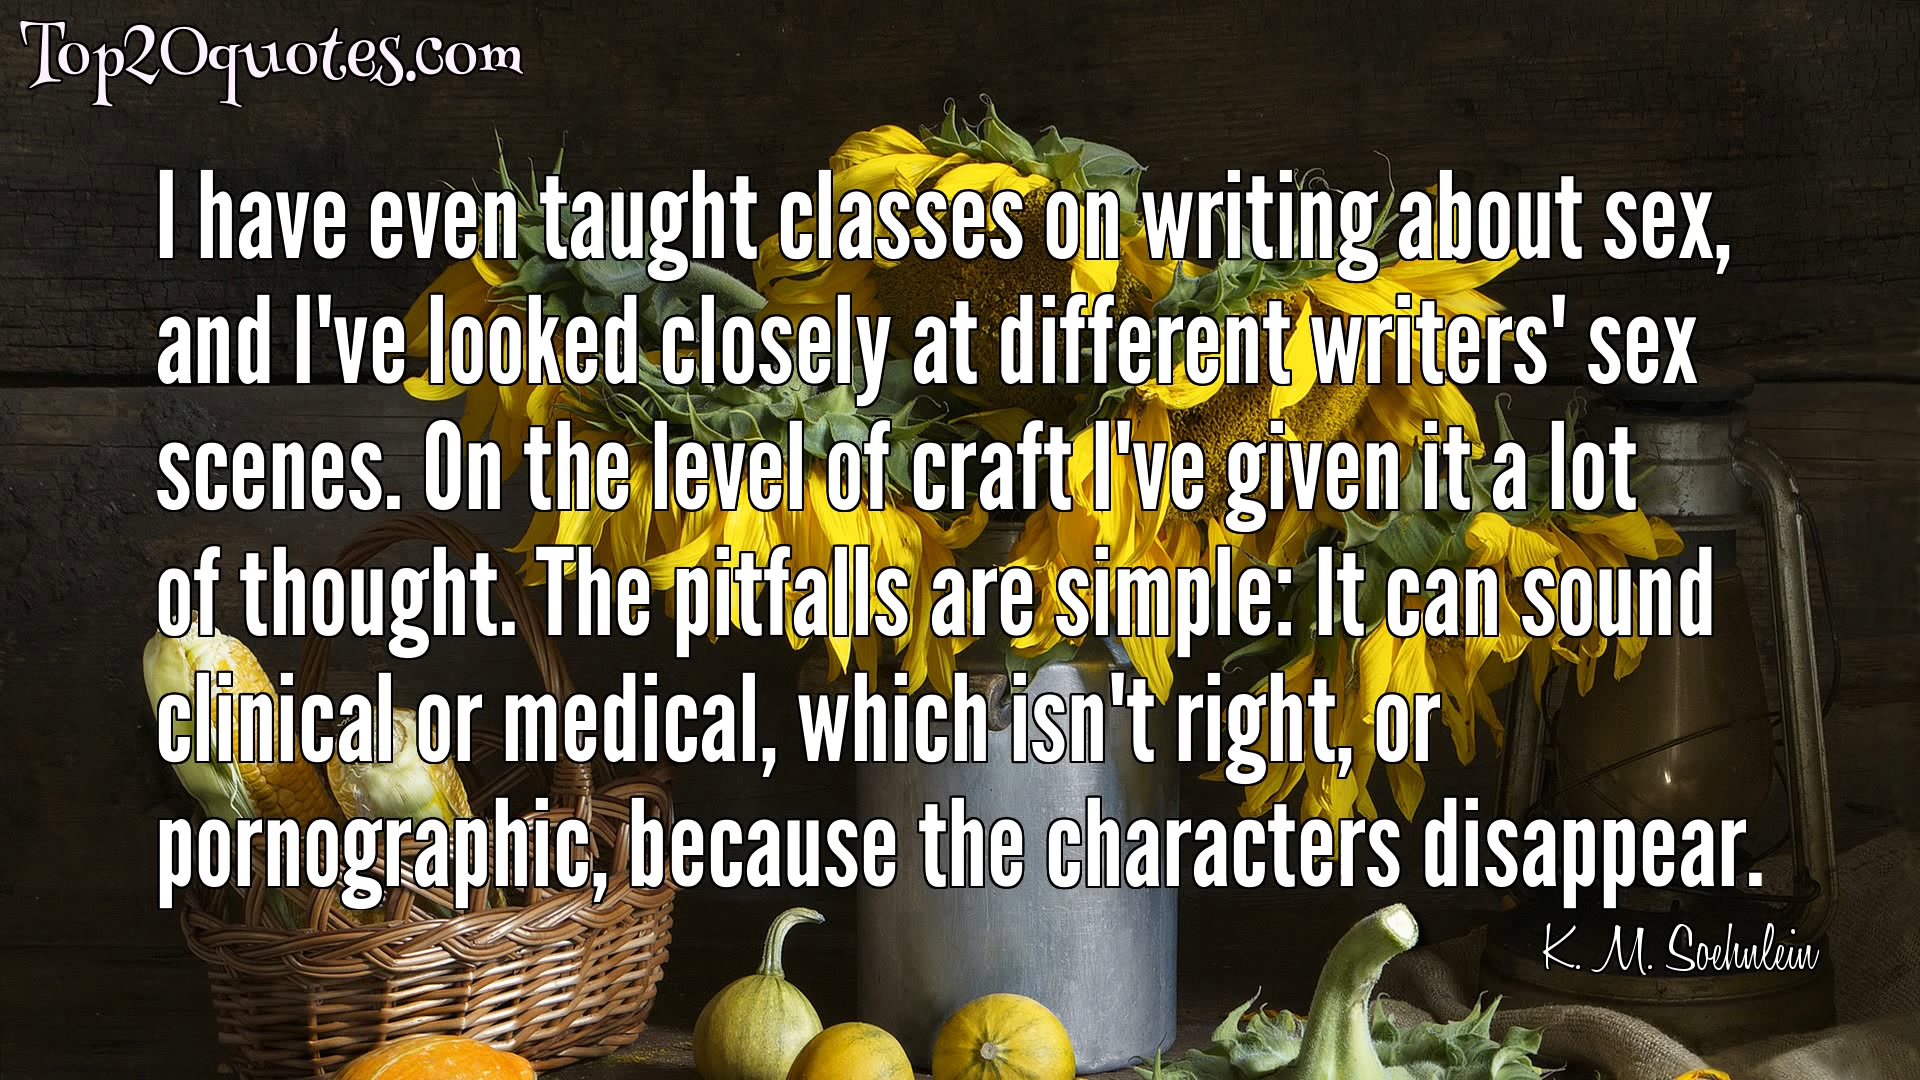 Top20quotes.com
I have even taught classes on writing about sex,
and I've looked closely at different writers' sex
scenes. On the level of craft I've given it a lot
of thought. The pitfalls are simple: It can sound
clinical or medical, which isn't right, or
pornographic, because the characters disappear.
K. M. Soehnlein